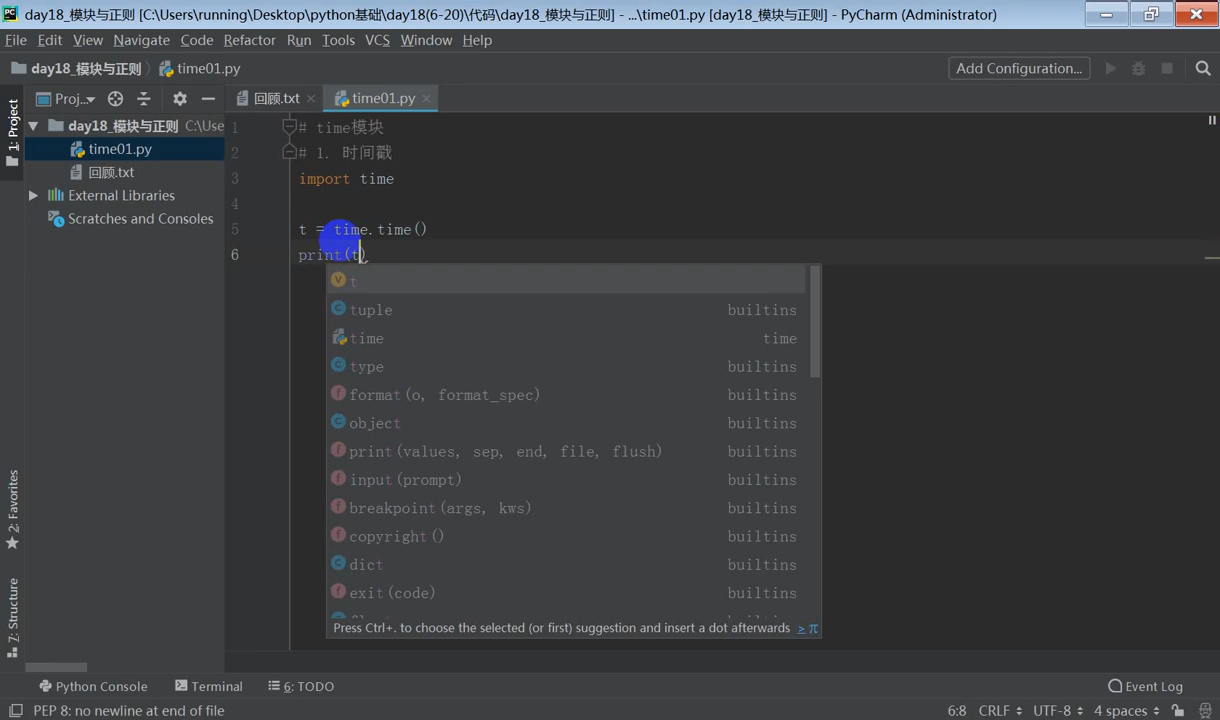 day18_模块与正则 [C:\Users\running\Desktop\python基础\day18(6-20)\代码\day18_模块与正则] - ...\time01.py [day18_模块与正则] - PyCharm (Administrator)
File Edit View Navigate Code Refactor Run Tools VCS Window Help
day18_模块与正则 time01.py Add Configuration...
Proj... 回顾.txt time01.py
1: Project
day18_模块与正则 C:\Use
time01.py
回顾.txt
External Libraries
Scratches and Consoles
1 # time模块
2 # 1. 时间戳
3 import time
4
5 t = time.time()
6 print(t)
t
tuple builtins
time time
type builtins
format(o, format_spec) builtins
object builtins
print(values, sep, end, file, flush) builtins
input(prompt) builtins
breakpoint(args, kws) builtins
copyright() builtins
dict builtins
exit(code) builtins
Press Ctrl+. to choose the selected (or first) suggestion and insert a dot afterwards ≥ π
2: Favorites
7: Structure
Python Console Terminal 6: TODO Event Log
PEP 8: no newline at end of file 6:8 CRLF UTF-8 4 spaces